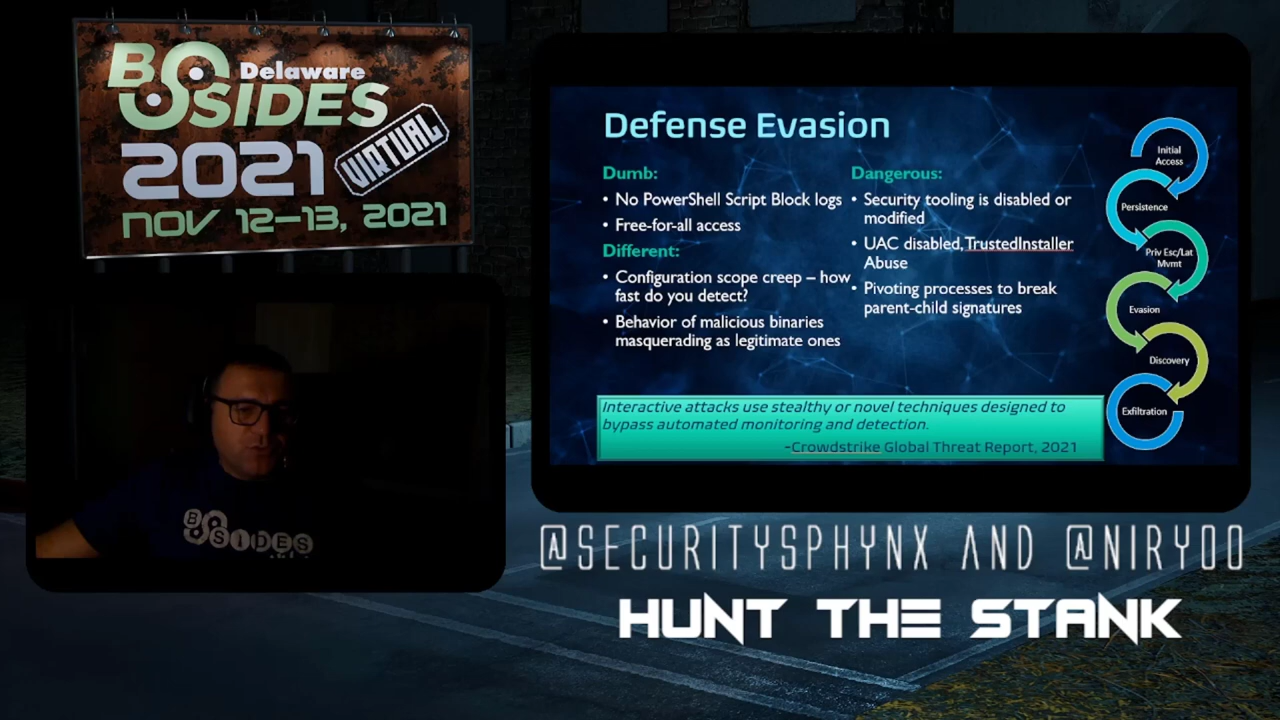 BSIDES Delaware
2021
VIRTUAL
NOV 12-13, 2021
BSIDES
Defense Evasion
Dumb:
• No PowerShell Script Block logs
• Free-for-all access
Different:
• Configuration scope creep – how
fast do you detect?
• Behavior of malicious binaries
masquerading as legitimate ones
Dangerous:
• Security tooling is disabled or
modified
• UAC disabled,TrustedInstaller
Abuse
• Pivoting processes to break
parent-child signatures
Interactive attacks use stealthy or novel techniques designed to
bypass automated monitoring and detection.
–Crowdstrike Global Threat Report, 2021
Initial
Access
Persistence
Priv Esc/Lat
Mvmt
Evasion
Discovery
Exfiltration
@SECURITYSPHYNX AND @NIRYOO
HUNT THE STANK